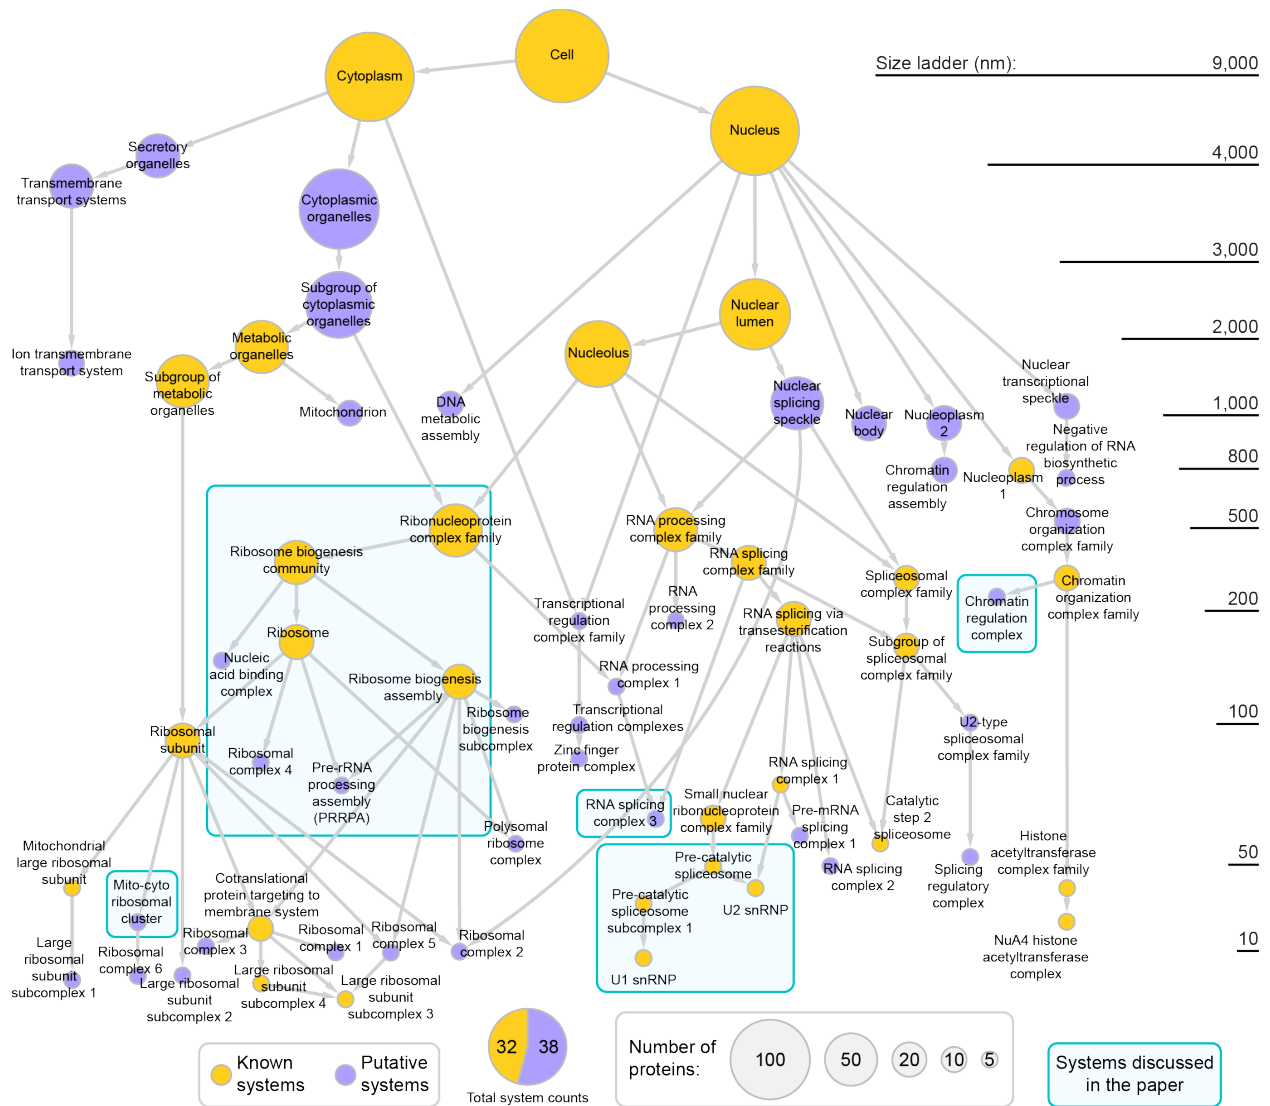 Cell
Cytoplasm
Size ladder (nm):
9,000
Nucleus
Secretory
organelles
4,000
Transmembrane
transport systems
Cytoplasmic
organelles
3,000
Subgroup of
cytoplasmic
organelles
Nuclear
lumen
2,000
Metabolic
organelles
Nucleolus
Ion transmembrane
transport system
Subgroup of
metabolic
organelles
Mitochondrion
DNA
metabolic
assembly
Nuclear
splicing
speckle
Nuclear
body
Nucleoplasm
2
Nuclear
transcriptional
speckle
1,000
Negative
regulation of RNA
biosynthetic
process
Chromatin
regulation
assembly
Nucleoplasm
1
800
Chromosome
organization
complex family
500
Ribonucleoprotein
complex family
RNA processing
complex family
Ribosome biogenesis
community
RNA splicing
complex family
Spliceosomal
complex family
Chromatin
organization
complex family
Chromatin
regulation
complex
200
Ribosome
Transcriptional
regulation
complex family
RNA
processing
complex 2
RNA splicing via
transesterification
reactions
Subgroup of
spliceosomal
complex family
Nucleic
acid binding
complex
Ribosome biogenesis
assembly
RNA processing
complex 1
Ribosome
biogenesis
subcomplex
Transcriptional
regulation complexes
U2-type
spliceosomal
complex family
100
Ribosomal
subunit
Ribosomal
complex 4
Pre-rRNA
processing
assembly
(PRRPA)
Zinc finger
protein complex
RNA splicing
complex 1
RNA splicing
complex 3
Small nuclear
ribonucleoprotein
complex family
Pre-mRNA
splicing
complex 1
Catalytic
step 2
spliceosome
Polysomal
ribosome
complex
Mitochondrial
large ribosomal
subunit
Histone
acetyltransferase
complex family
50
Pre-catalytic
spliceosome
RNA splicing
complex 2
Splicing
regulatory
complex
Mito-cyto
ribosomal
cluster
Cotranslational
protein targeting to
membrane system
Pre-catalytic
spliceosome
subcomplex 1
U2 snRNP
Large
ribosomal
subunit
subcomplex 1
Ribosomal
complex 6
Ribosomal
complex 3
Ribosomal
complex 1
Ribosomal
complex 5
Ribosomal
complex 2
NuA4 histone
acetyltransferase
complex
10
Large ribosomal
subunit
subcomplex 2
Large ribosomal
subunit
subcomplex 4
Large ribosomal
subunit
subcomplex 3
U1 snRNP
Known
systems
Putative
systems
32
38
Total system counts
Number of
proteins:
100
50
20
10
5
Systems discussed
in the paper